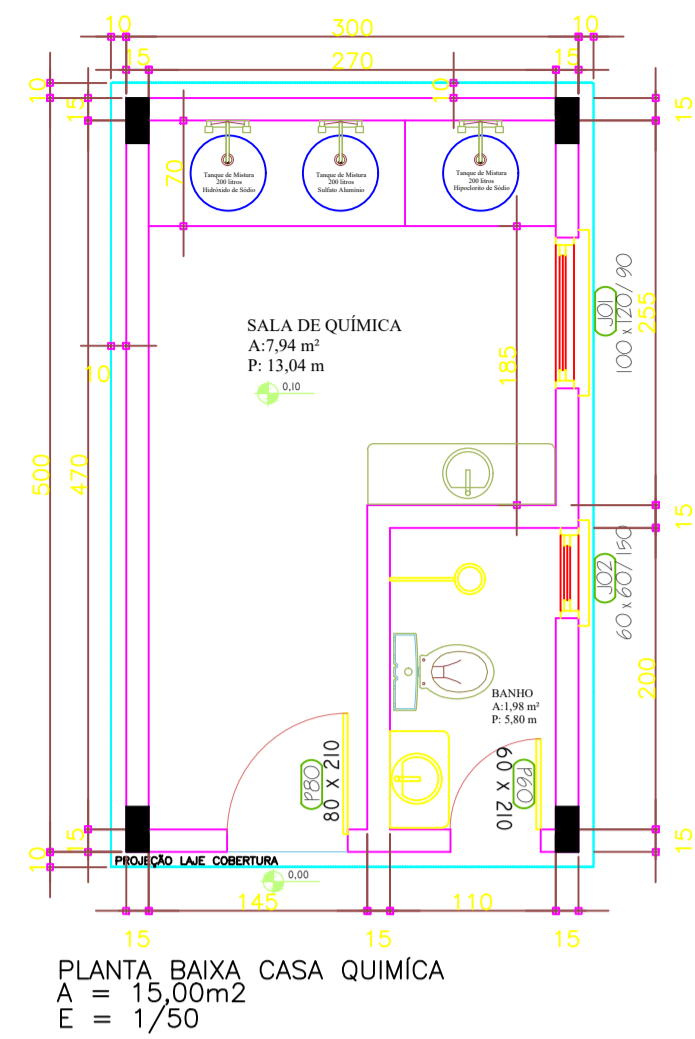 10
300
10
15
270
15
10
15
10
15
70
Tanque de Mistura
200 litros
Hidróxido de Sódio
Tanque de Mistura
200 litros
Sulfato Alumínio
Tanque de Mistura
200 litros
Hipoclorito de Sódio
SALA DE QUÍMICA
A:7,94 m²
P: 13,04 m
0,10
J01
100 x 120/ 90
255
185
10
500
470
15
J02
60 x 60/150
200
BANHO
A:1,98 m²
P: 5,80 m
P80
80 X 210
P60
60 X 210
15
10
15
PROJEÇÃO LAJE COBERTURA
0,00
145
110
15
15
15
PLANTA BAIXA CASA QUIMÍCA
A = 15,00m2
E = 1/50